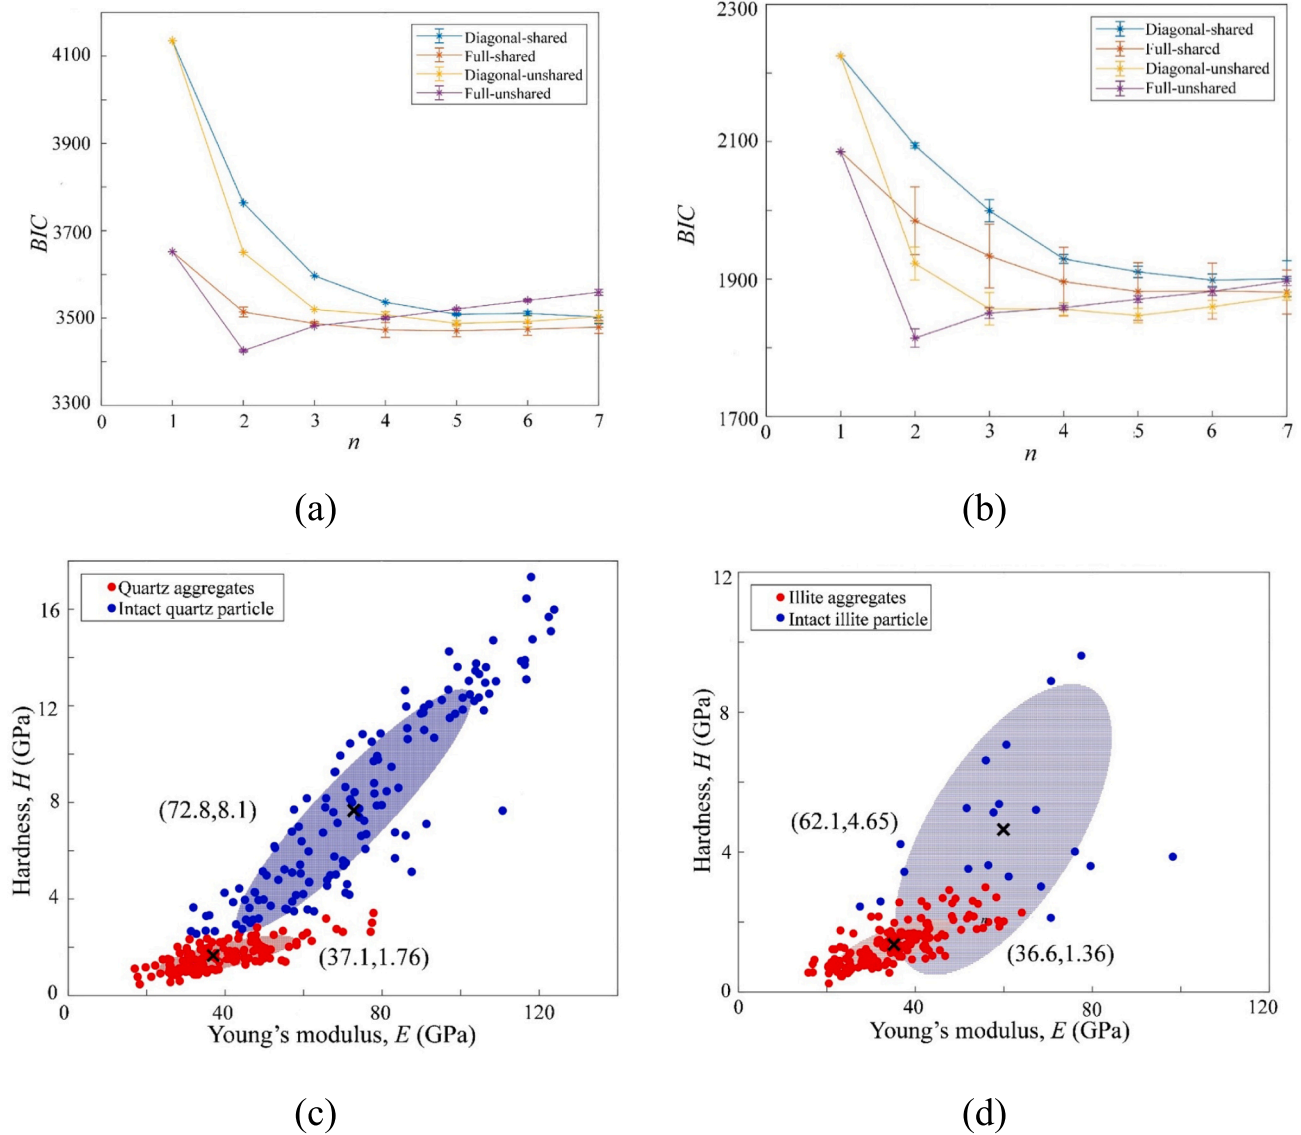 4100
3900
3700
3500
3300
BIC
0 1 2 3 4 5 6 7
n
Diagonal-shared
Full-shared
Diagonal-unshared
Full-unshared
(a)
2300
2100
1900
1700
BIC
0 1 2 3 4 5 6 7
n
Diagonal-shared
Full-shared
Diagonal-unshared
Full-unshared
(b)
Quartz aggregates
Intact quartz particle
16
12
8
4
0
Hardness, H (GPa)
(72.8,8.1)
(37.1,1.76)
0 40 80 120
Young's modulus, E (GPa)
(c)
Illite aggregates
Intact illite particle
12
8
4
0
Hardness, H (GPa)
(62.1,4.65)
n
(36.6,1.36)
0 40 80 120
Young's modulus, E (GPa)
(d)